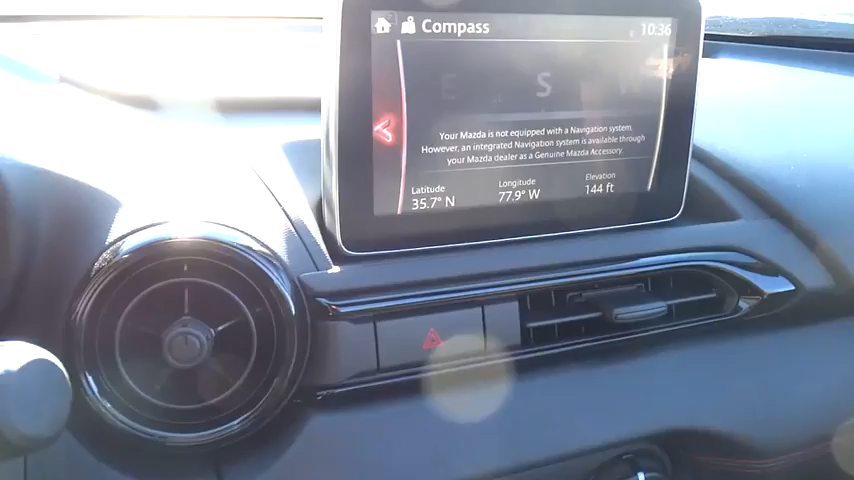 Compass 10:36
E S
Your Mazda is not equipped with a Navigation system.
However, an integrated Navigation system is available through
your Mazda dealer as a Genuine Mazda Accessory.
Latitude Longitude Elevation
35.7° N 77.9° W 144 ft